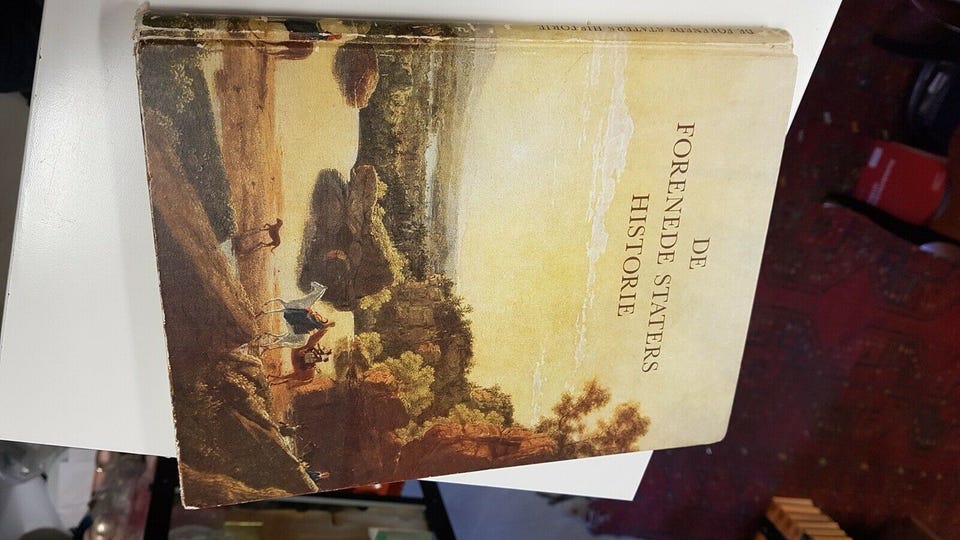 DE
FORENEDE STATERS
HISTORIE
DE FORENEDE STATERS HISTORIE